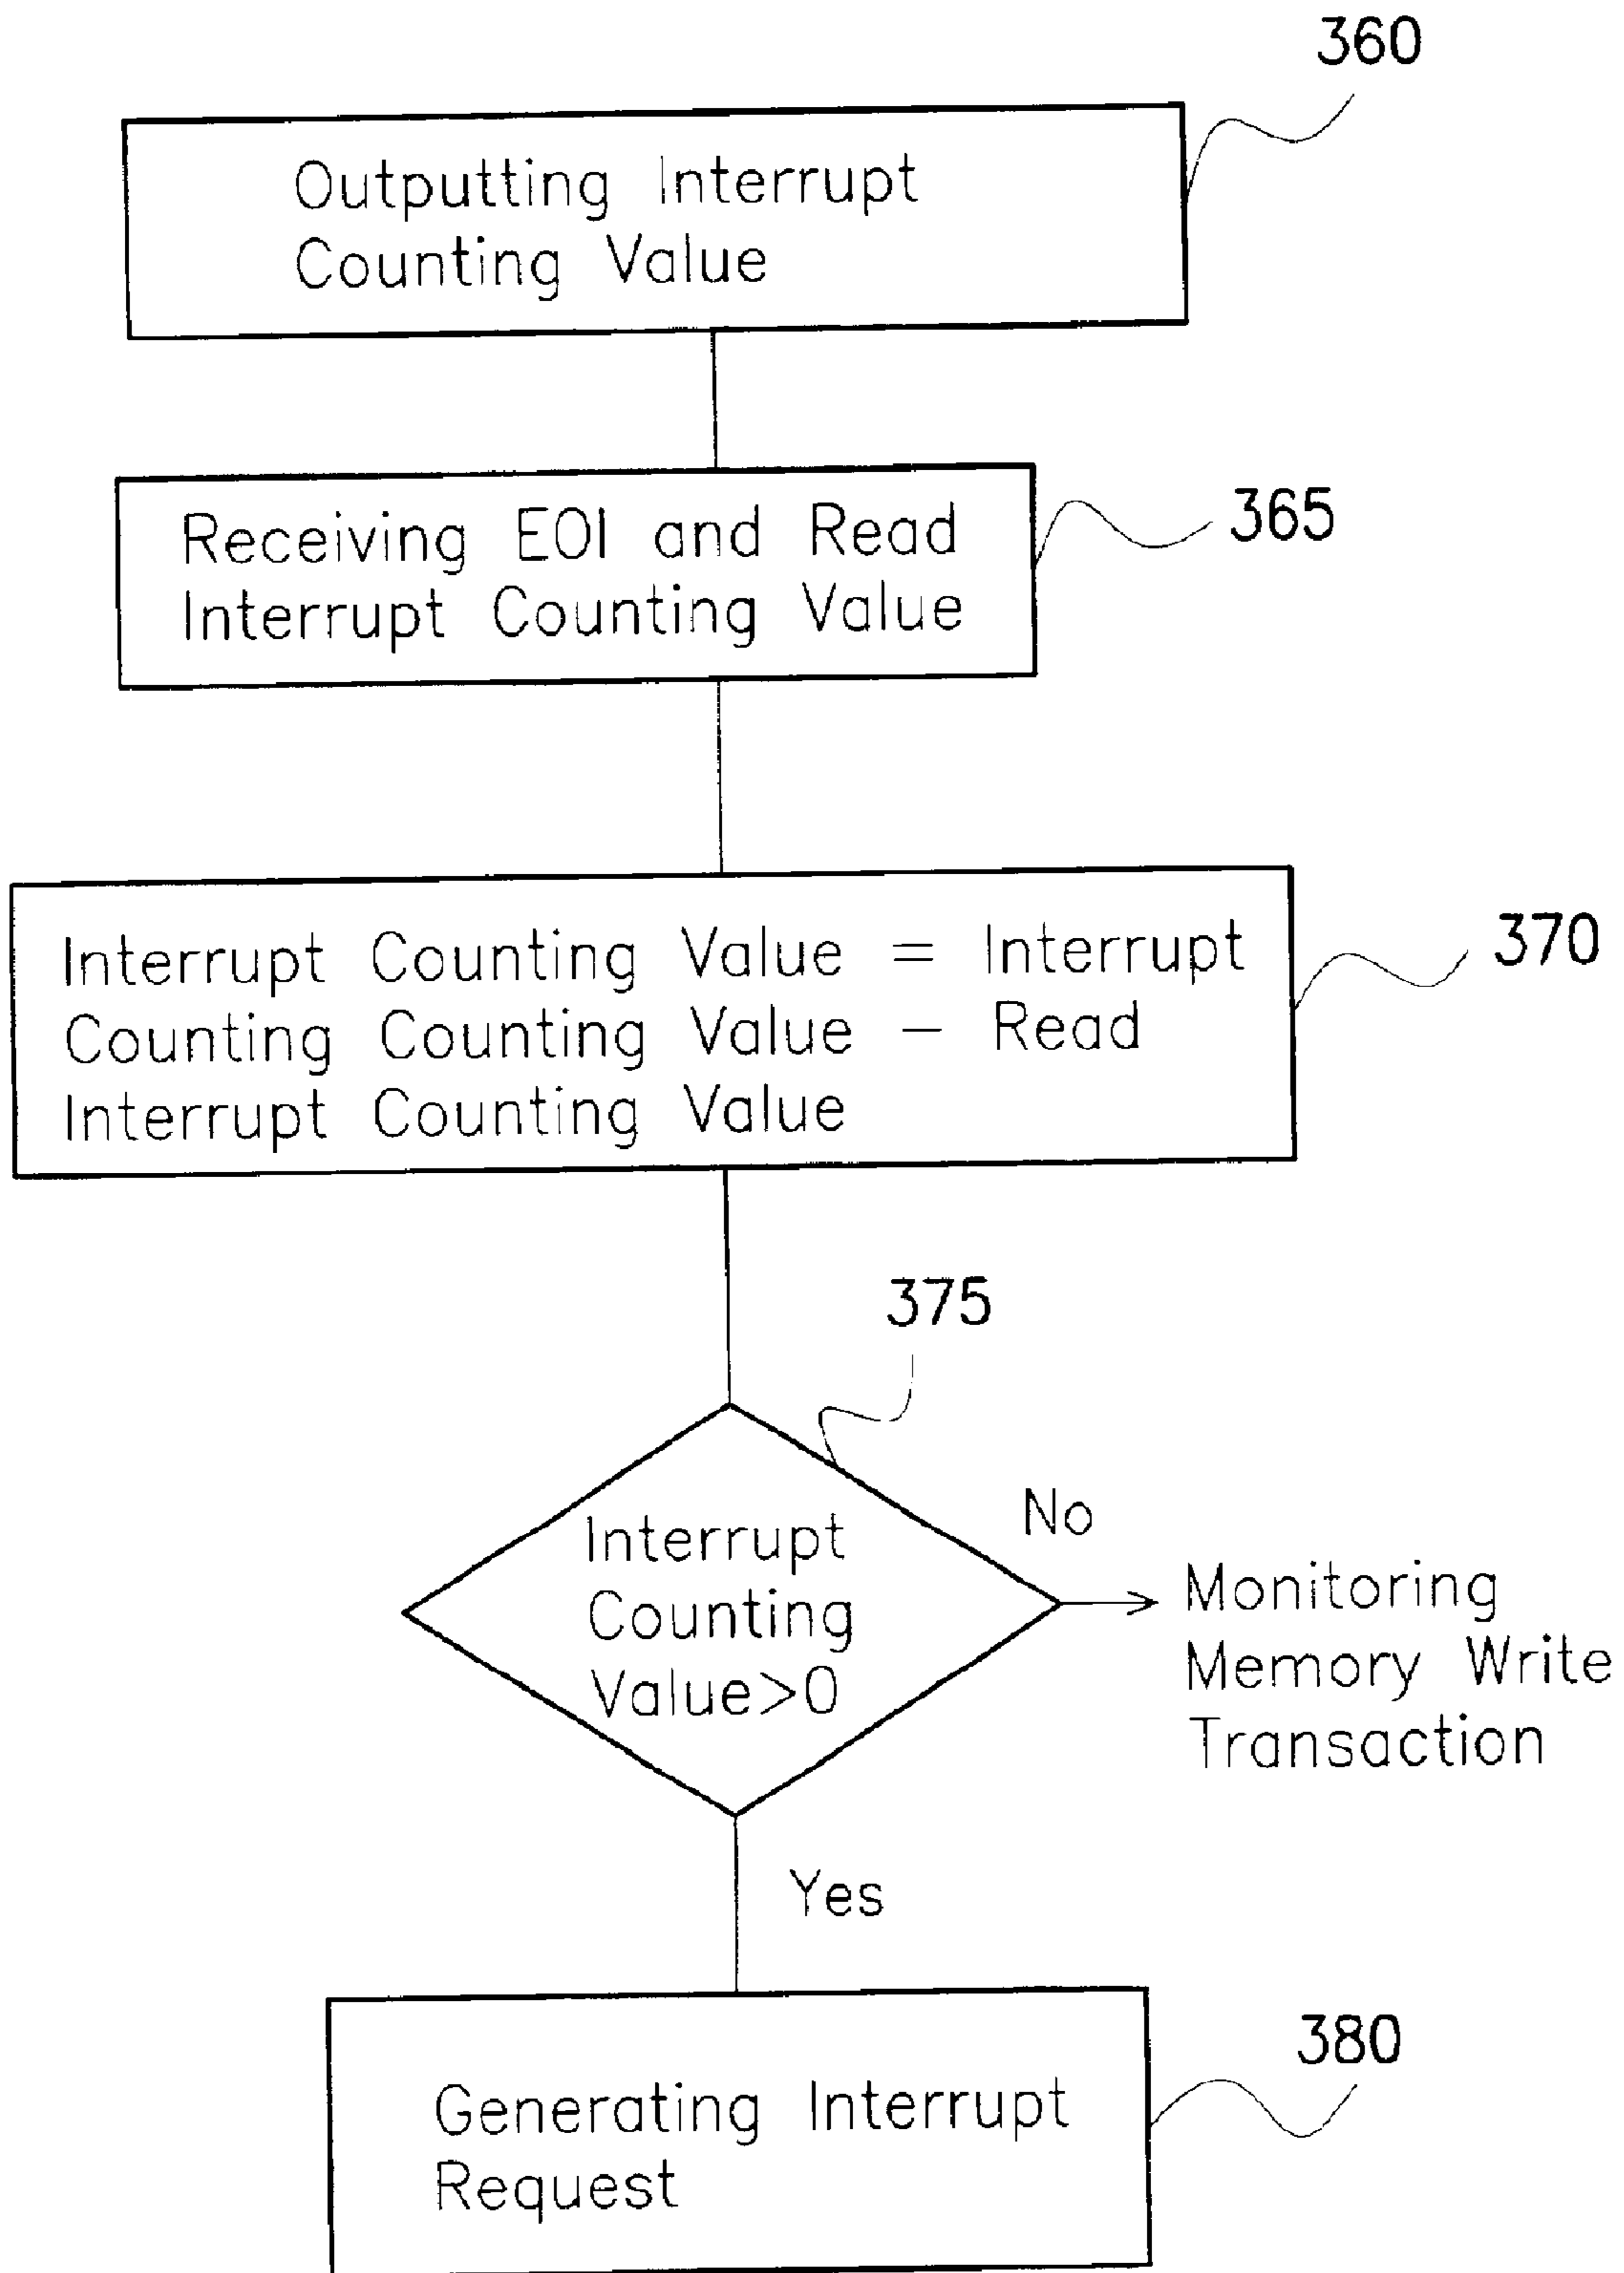 360
Outputting Interrupt
Counting Value
Receiving EOI and Read
Interrupt Counting Value
365
Interrupt Counting Value = Interrupt
Counting Counting Value - Read
Interrupt Counting Value
370
375
Interrupt
Counting
Value>0
No
Monitoring
Memory Write
Transaction
Yes
380
Generating Interrupt
Request